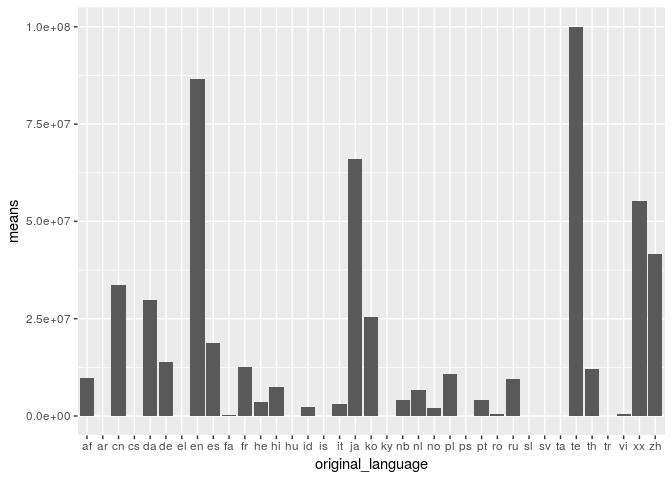 1.0e+08
7.5e+07
5.0e+07
2.5e+07
0.0e+00
means
af ar cn cs da de el en es fa fr he hi hu id is it ja ko ky nb nl no pl ps pt ro ru sl sv ta te th tr vi xx zh
original_language